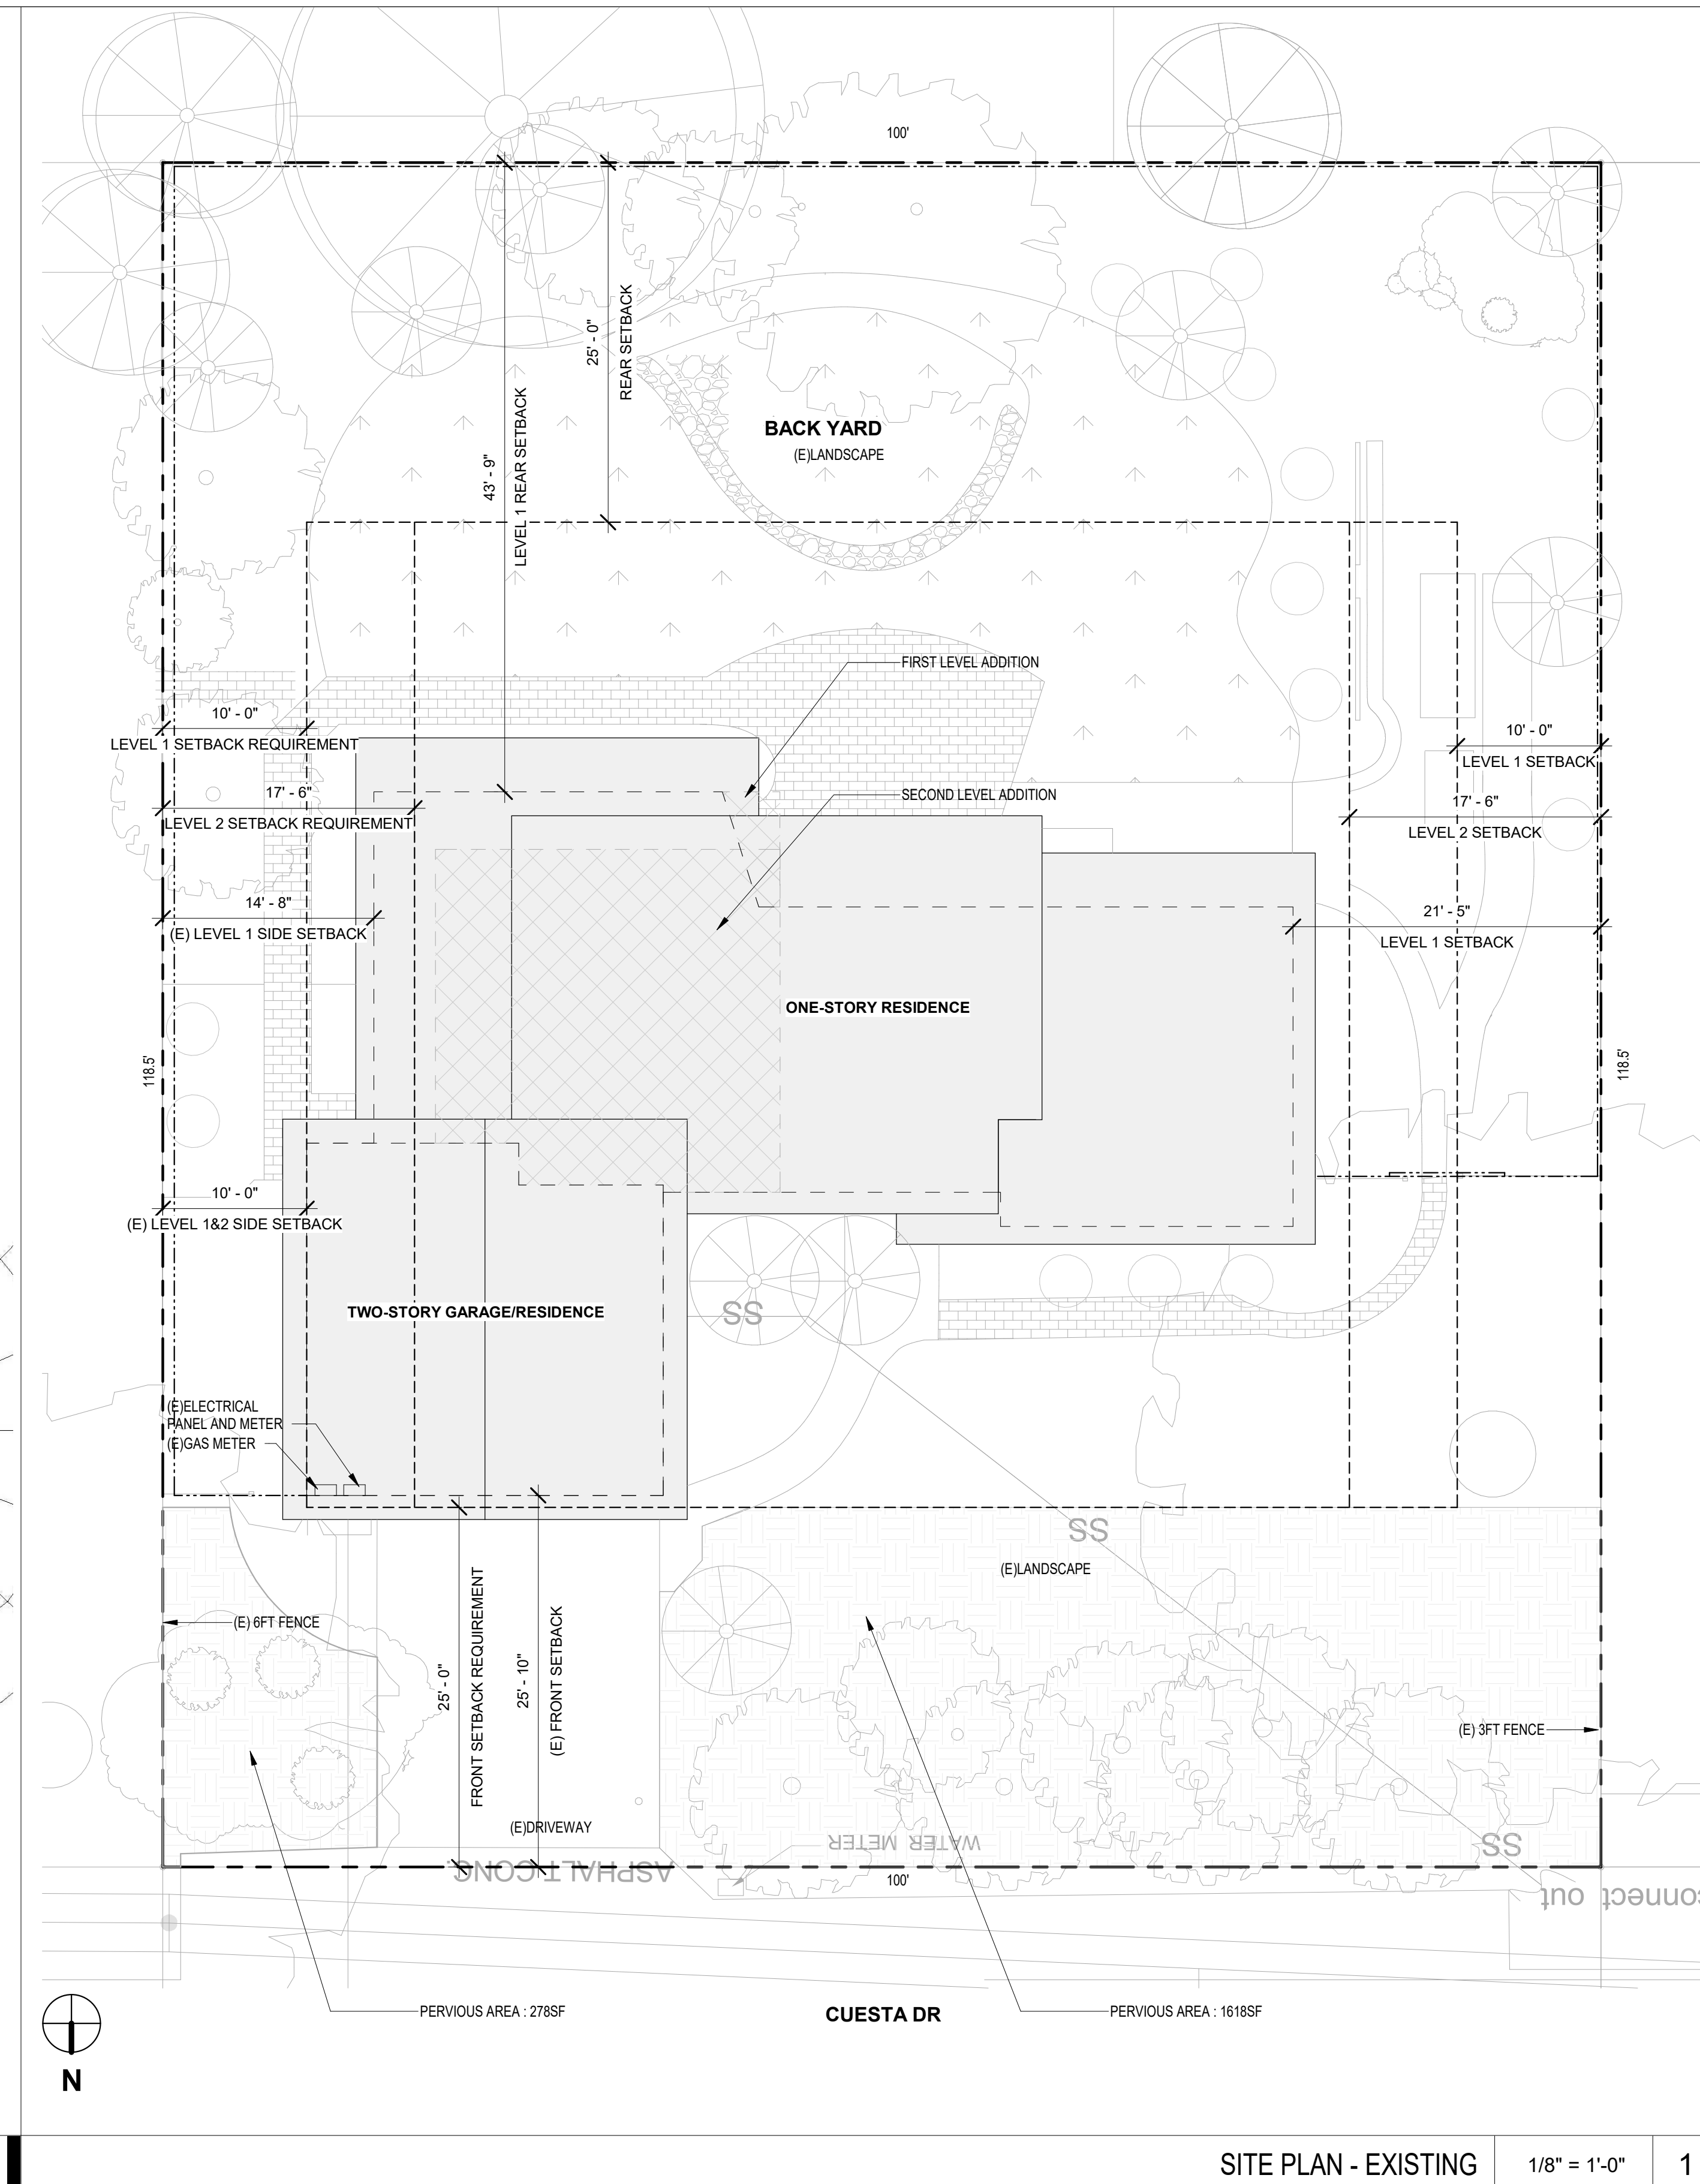 100'
25' - 0"
REAR SETBACK
43' - 9"
LEVEL 1 REAR SETBACK
BACK YARD
(E)LANDSCAPE
FIRST LEVEL ADDITION
10' - 0"
LEVEL 1 SETBACK REQUIREMENT
10' - 0"
LEVEL 1 SETBACK
17' - 6"
LEVEL 2 SETBACK REQUIREMENT
SECOND LEVEL ADDITION
17' - 6"
LEVEL 2 SETBACK
14' - 8"
(E) LEVEL 1 SIDE SETBACK
21' - 5"
LEVEL 1 SETBACK
ONE-STORY RESIDENCE
118.5'
118.5'
10' - 0"
(E) LEVEL 1&2 SIDE SETBACK
TWO-STORY GARAGE/RESIDENCE
SS
(E)ELECTRICAL
PANEL AND METER
(E)GAS METER
SS
(E)LANDSCAPE
(E) 6FT FENCE
25' - 0"
FRONT SETBACK REQUIREMENT
25' - 10"
(E) FRONT SETBACK
(E) 3FT FENCE
(E)DRIVEWAY
WATER METER
SS
ASPHALT CONC.
100'
connect out
PERVIOUS AREA : 278SF
CUESTA DR
PERVIOUS AREA : 1618SF
N
SITE PLAN - EXISTING
1/8" = 1'-0"
1